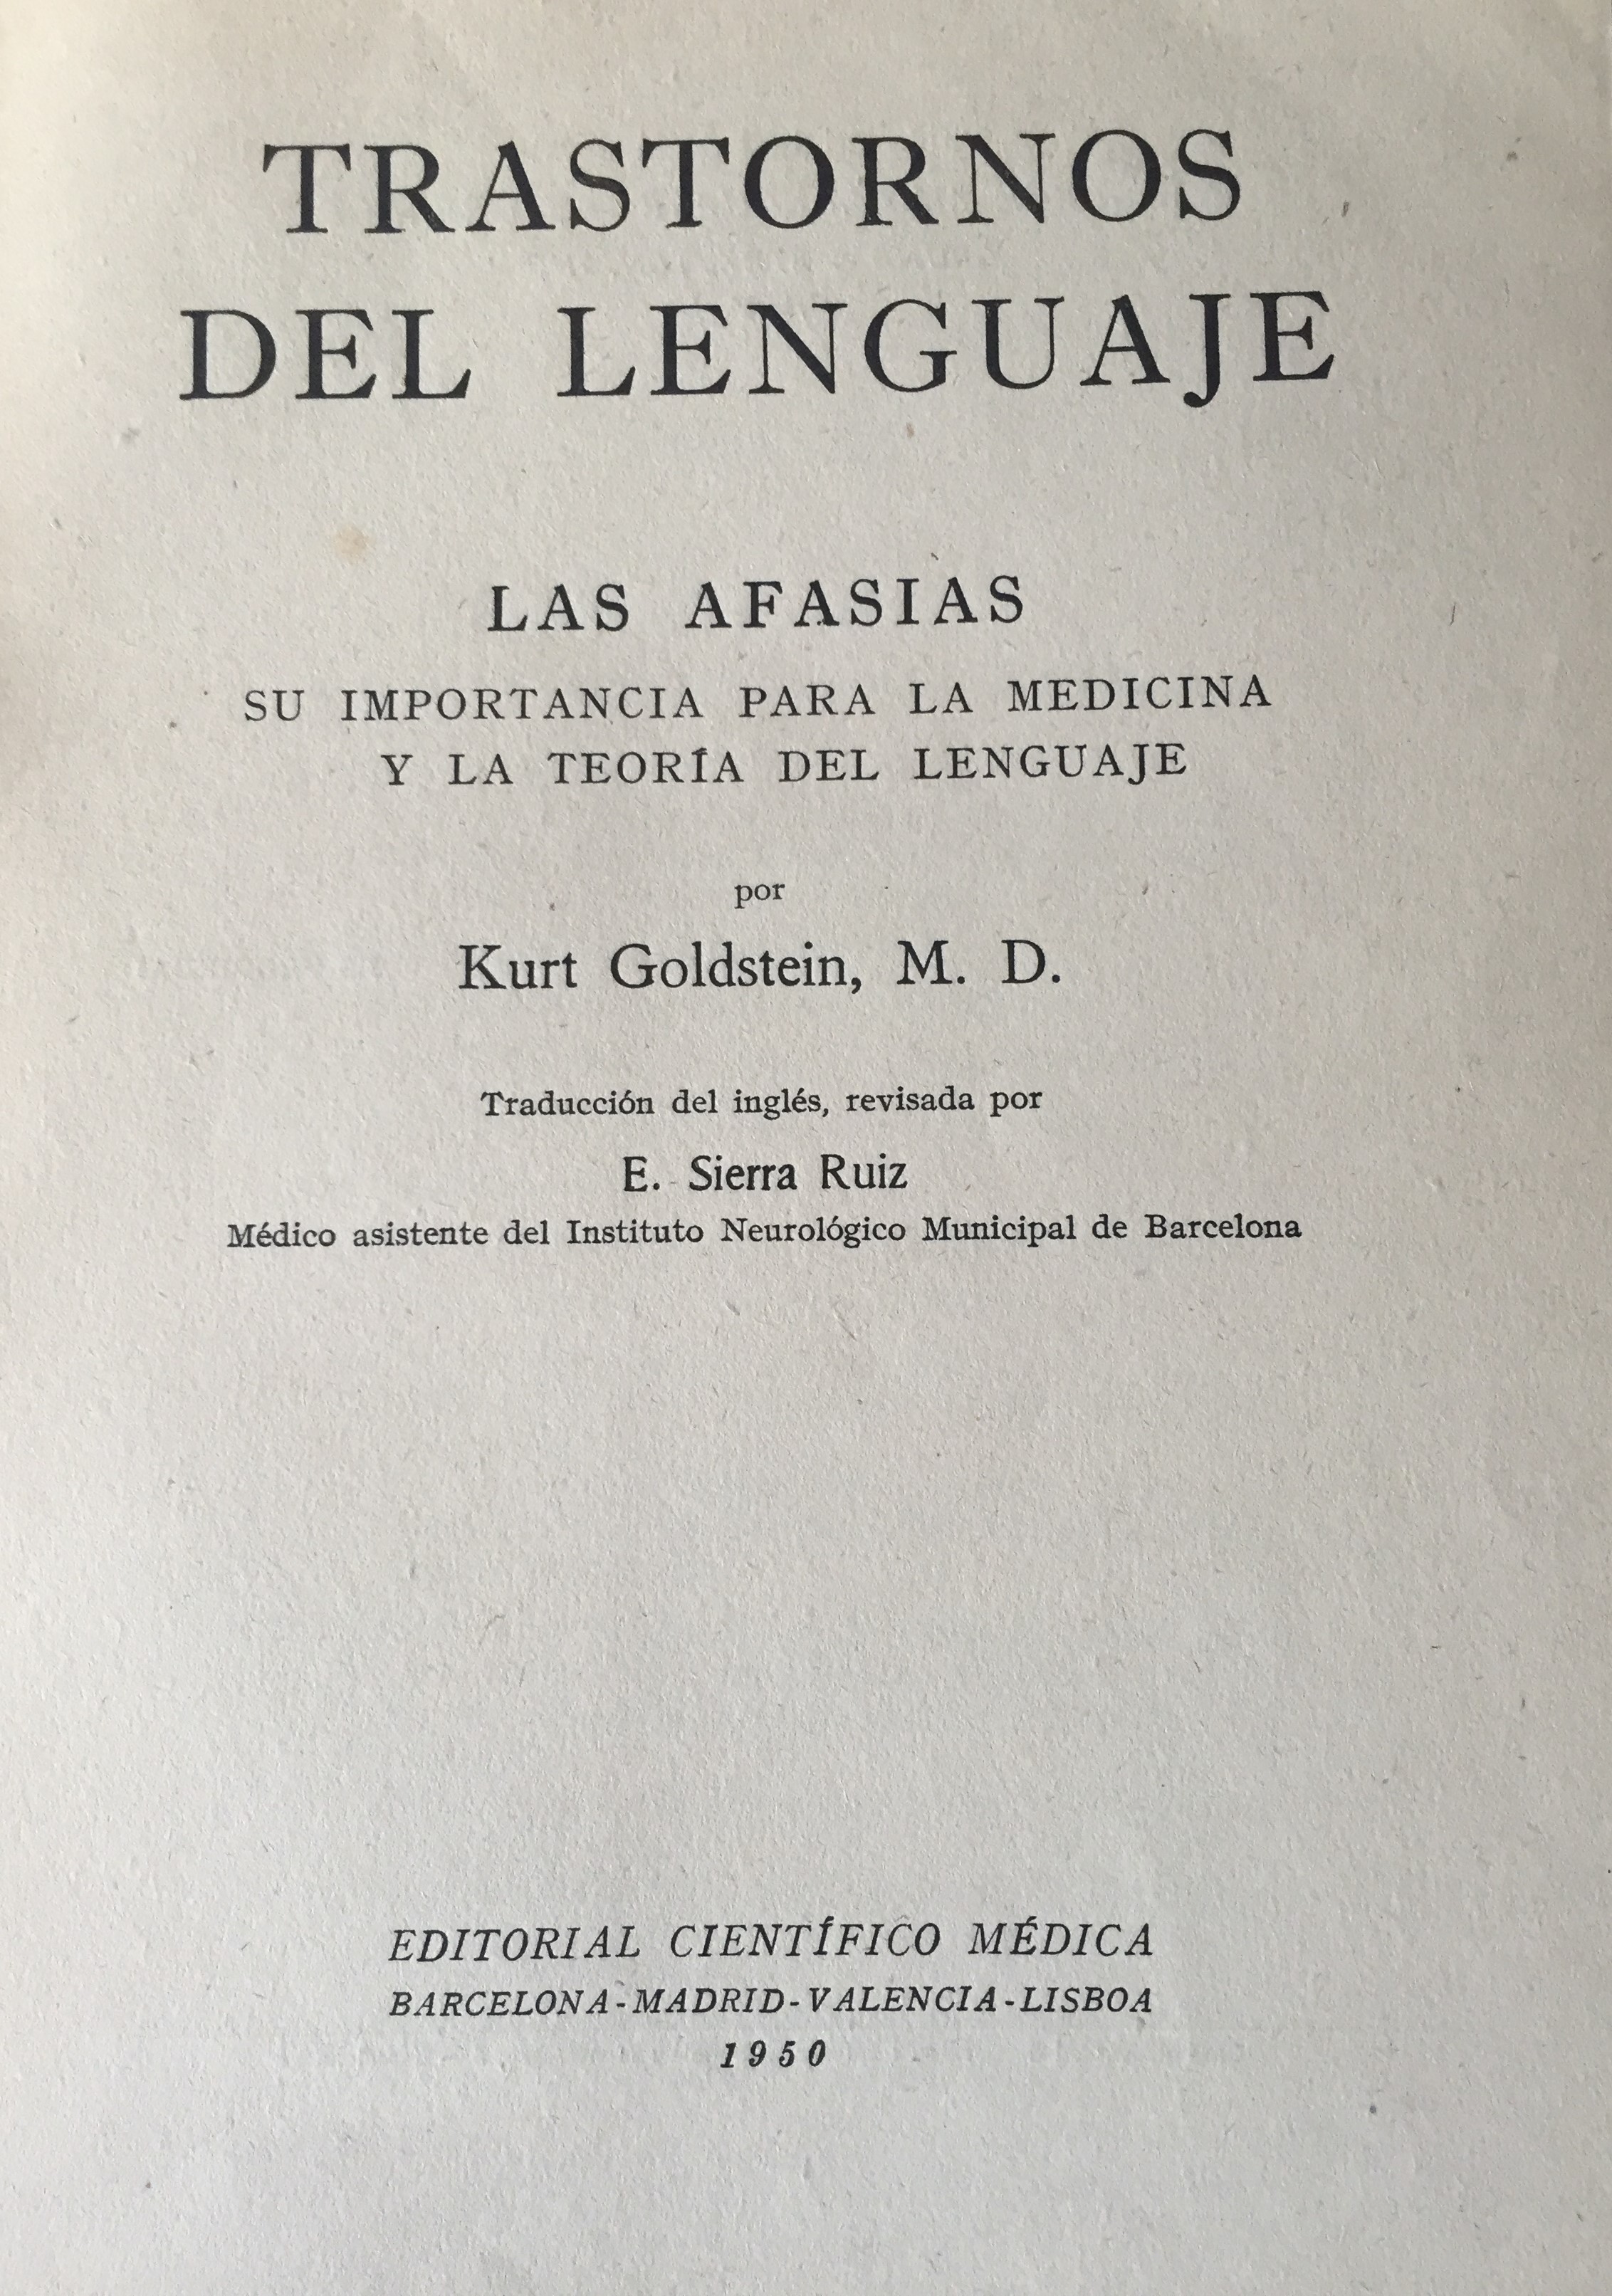 TRASTORNOS
DEL LENGUAJE
LAS AFASIAS
SU IMPORTANCIA PARA LA MEDICINA
Y LA TEORÍA DEL LENGUAJE
por
Kurt Goldstein, M. D.
Traducción del inglés, revisada por
E. Sierra Ruiz
Médico asistente del Instituto Neurológico Municipal de Barcelona
EDITORIAL CIENTÍFICO MÉDICA
BARCELONA-MADRID-VALENCIA-LISBOA
1950